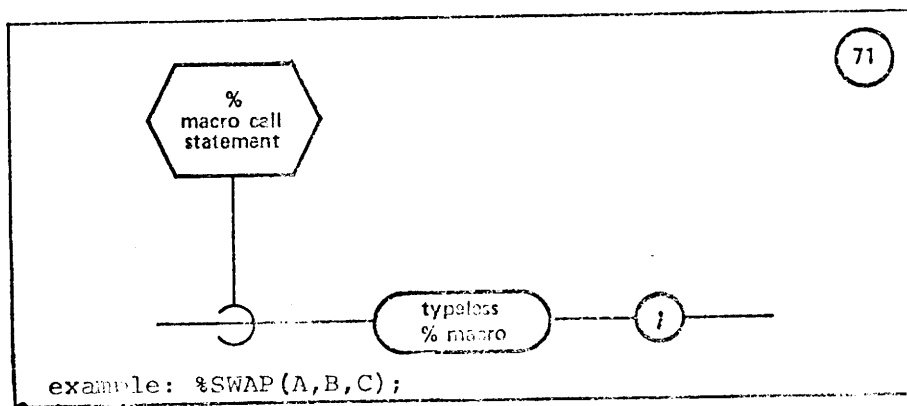 71
%
macro call
statement
typeless
% macro
;
example: %SWAP(A,B,C);